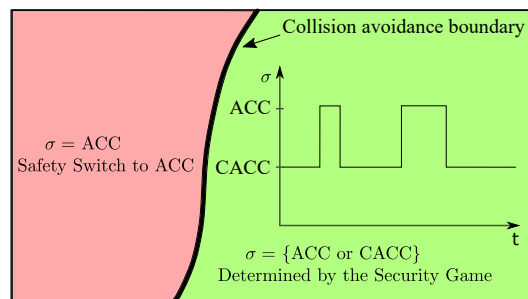 Collision avoidance boundary
σ
ACC
CACC
t
σ = ACC
Safety Switch to ACC
σ = {ACC or CACC}
Determined by the Security Game